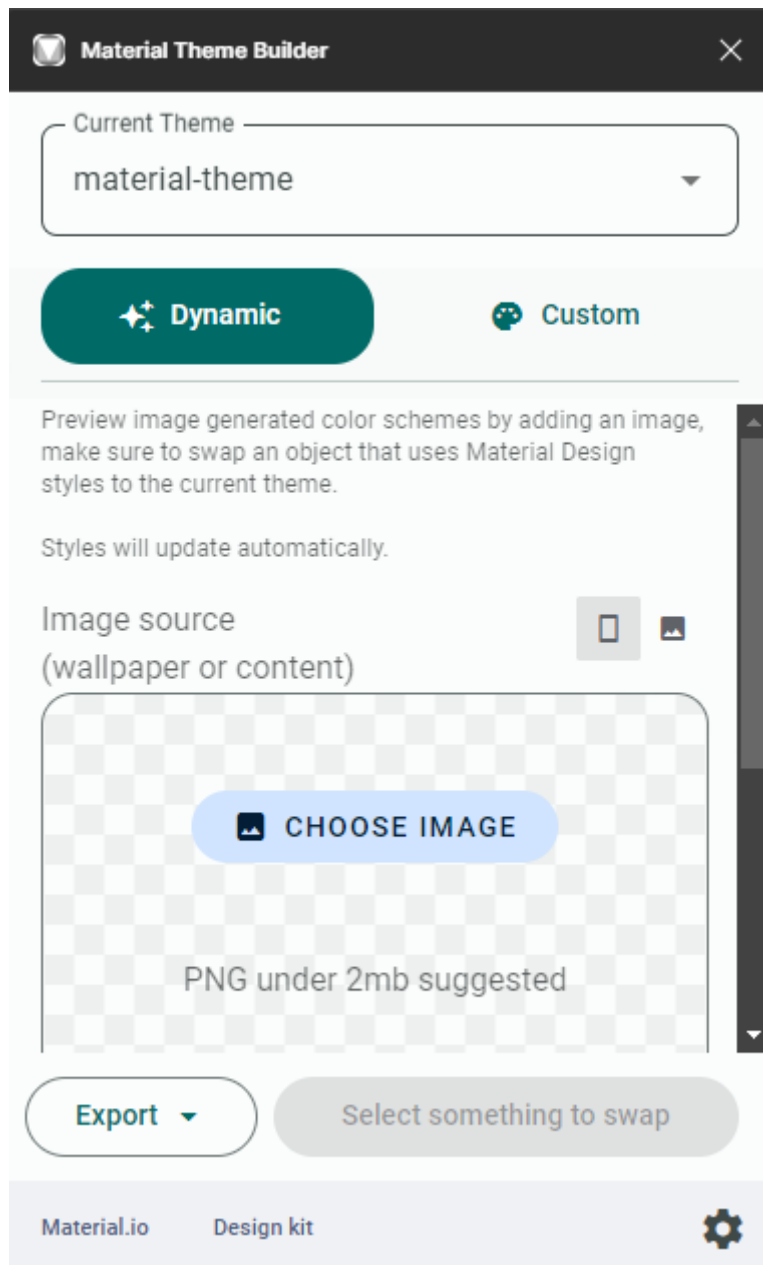 Material Theme Builder
Current Theme
material-theme
Dynamic
Custom
Preview image generated color schemes by adding an image,
make sure to swap an object that uses Material Design
styles to the current theme.
Styles will update automatically.
Image source
(wallpaper or content)
CHOOSE IMAGE
PNG under 2mb suggested
Export
Select something to swap
Material.io
Design kit